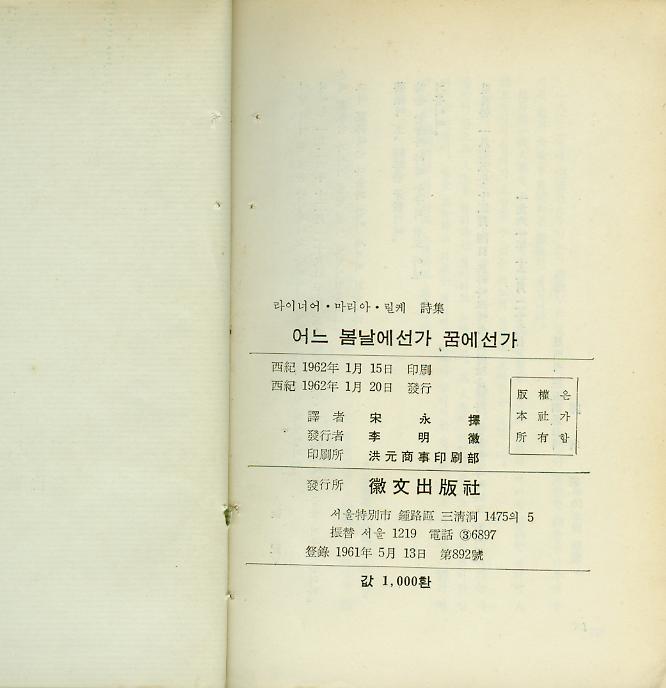 라이너어·마리아·릴케 詩集
어느 봄날에선가 꿈에선가
西紀 1962年 1月 15日 印刷
西紀 1962年 1月 20日 發行
版權은
本社가
所有함
譯者 宋永擇
發行者 李明徽
印刷所 洪元商事印刷部
發行所 徽文出版社
서울特別市 鍾路區 三淸洞 1475의 5
振替 서울 1219 電話 ③6897
登錄 1961年 5月 13日 第892號
값 1,000환